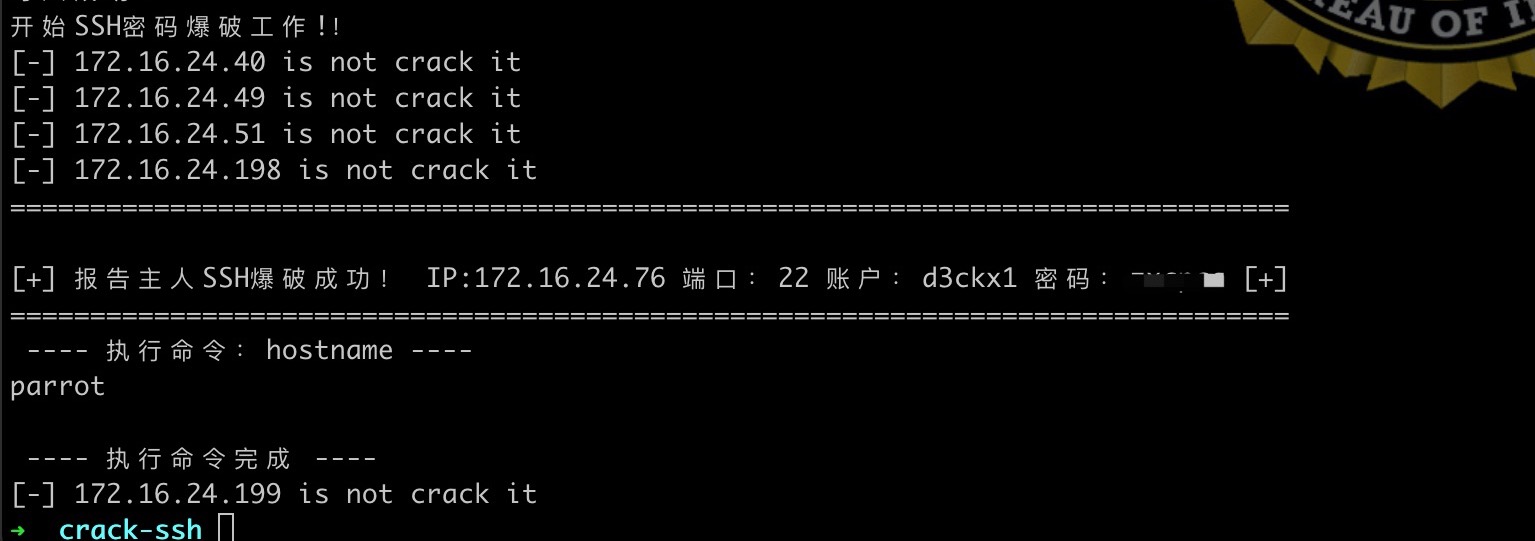 开始SSH密码爆破工作!!
[-] 172.16.24.40 is not crack it
[-] 172.16.24.49 is not crack it
[-] 172.16.24.51 is not crack it
[-] 172.16.24.198 is not crack it
================================================================================
[+] 报告主人SSH爆破成功! IP:172.16.24.76 端口: 22 账户: d3ckx1 密码: [+]
================================================================================
---- 执行命令: hostname ----
parrot
---- 执行命令完成 ----
[-] 172.16.24.199 is not crack it
➜ crack-ssh
EAU OF I